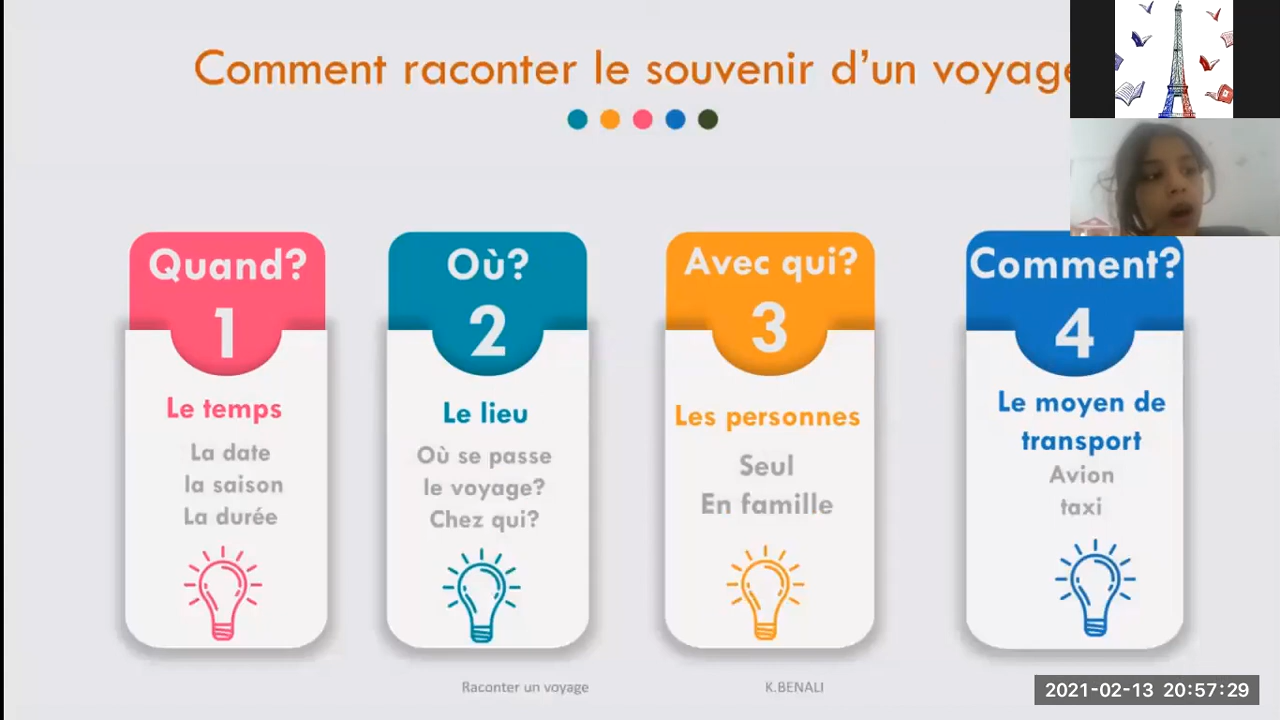 Comment raconter le souvenir d'un voyage
Quand?
1
Le temps
La date
la saison
La durée
Où?
2
Le lieu
Où se passe
le voyage?
Chez qui?
Avec qui?
3
Les personnes
Seul
En famille
Comment?
4
Le moyen de
transport
Avion
taxi
Raconter un voyage
K.BENALI
2021-02-13 20:57:29